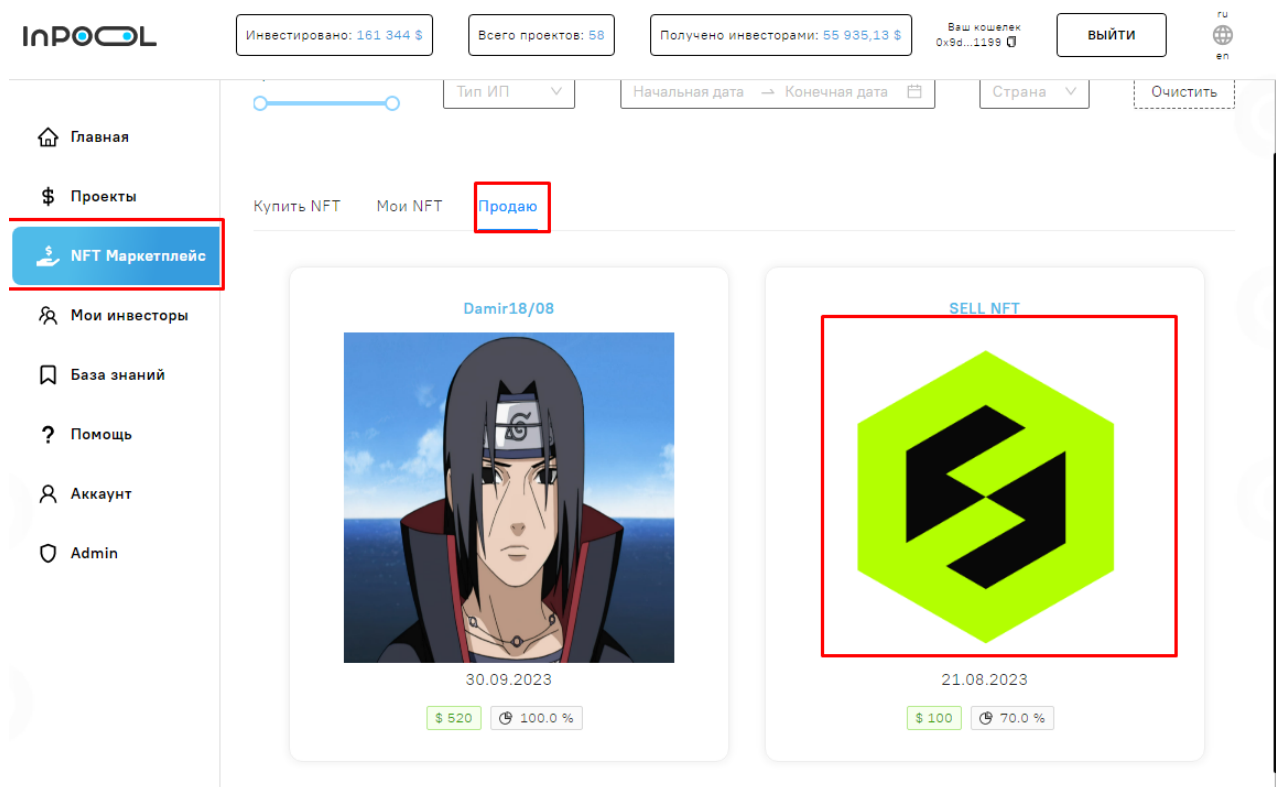 InPOOL
Инвестировано: 161 344 $
Всего проектов: 58
Получено инвесторами: 55 935,13 $
Ваш кошелек
0x9d...1199
ВЫЙТИ
ru
en
Тип ИП
Начальная дата → Конечная дата
Страна
Очистить
Главная
$ Проекты
NFT Маркетплейс
Мои инвесторы
База знаний
? Помощь
Аккаунт
Admin
Купить NFT
Мои NFT
Продаю
Damir18/08
30.09.2023
$ 520
100.0 %
SELL NFT
21.08.2023
$ 100
70.0 %